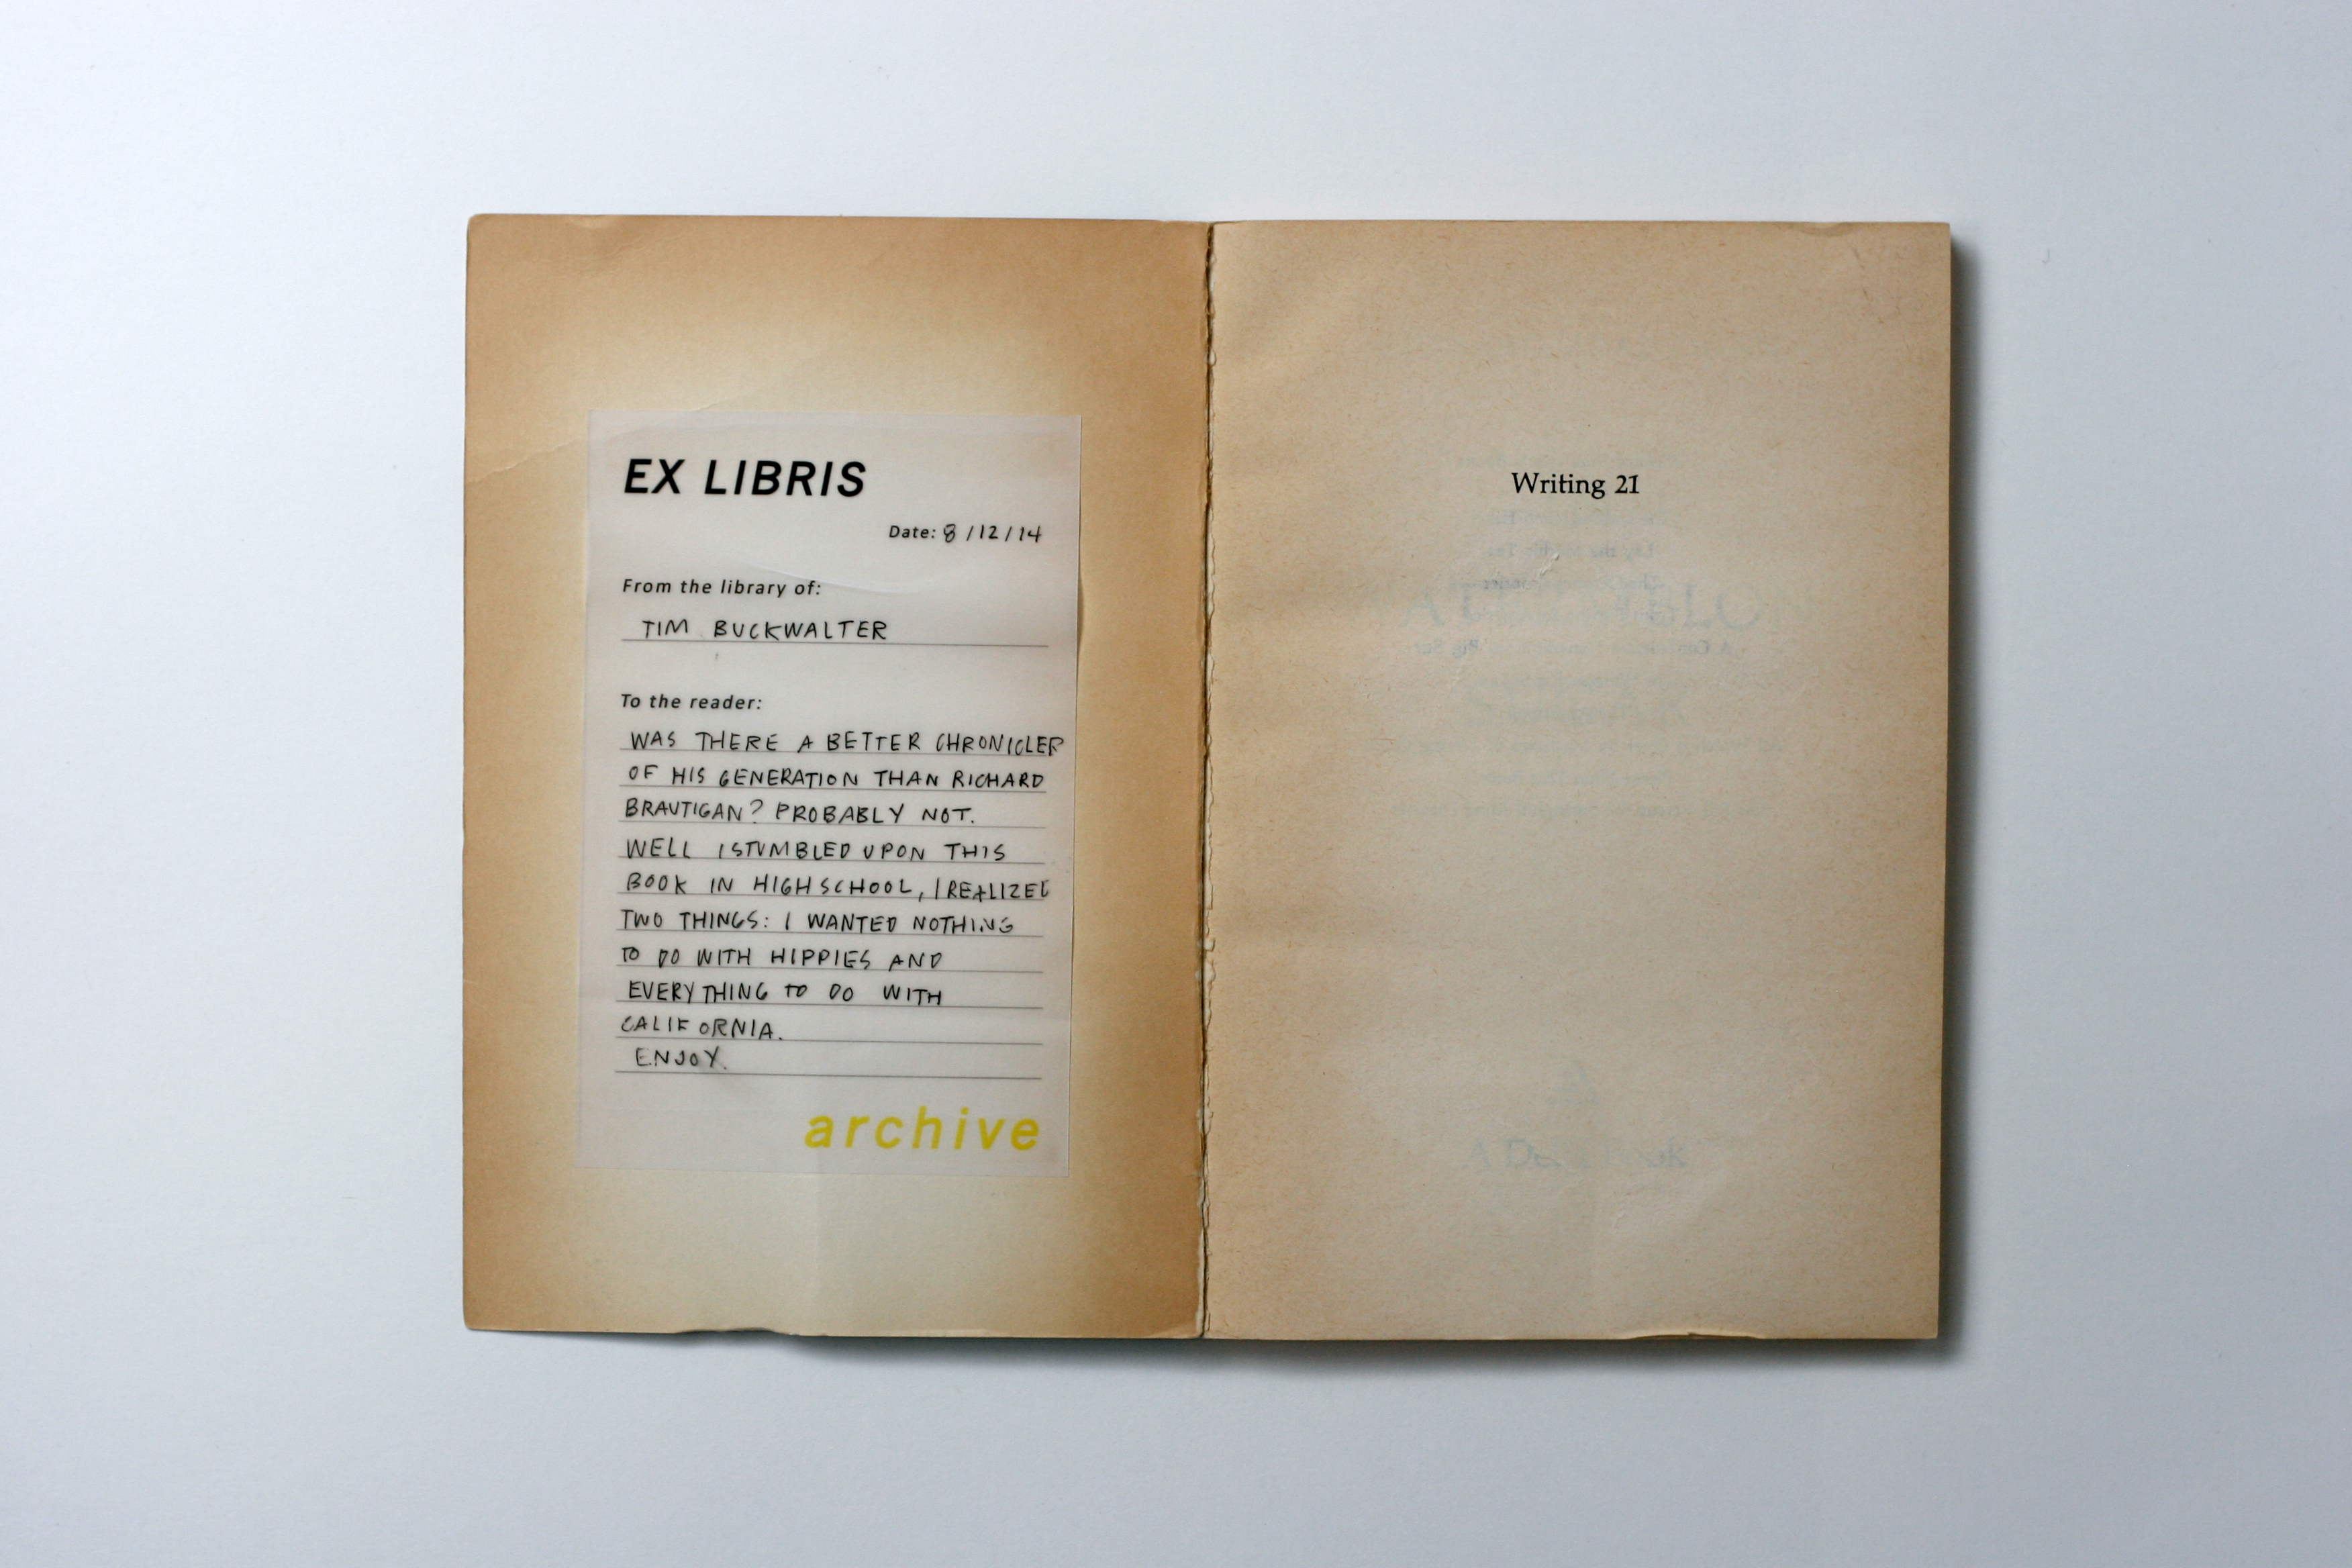 EX LIBRIS
Date: 8/12/14
From the library of:
TIM BUCKWALTER
To the reader:
WAS THERE A BETTER CHRONICLER
OF HIS GENERATION THAN RICHARD
BRAUTIGAN? PROBABLY NOT.
WELL I STUMBLED UPON THIS
BOOK IN HIGH SCHOOL, I REALIZED
TWO THINGS: I WANTED NOTHING
TO DO WITH HIPPIES AND
EVERYTHING TO DO WITH
CALIFORNIA.
ENJOY.
archive
Writing 21